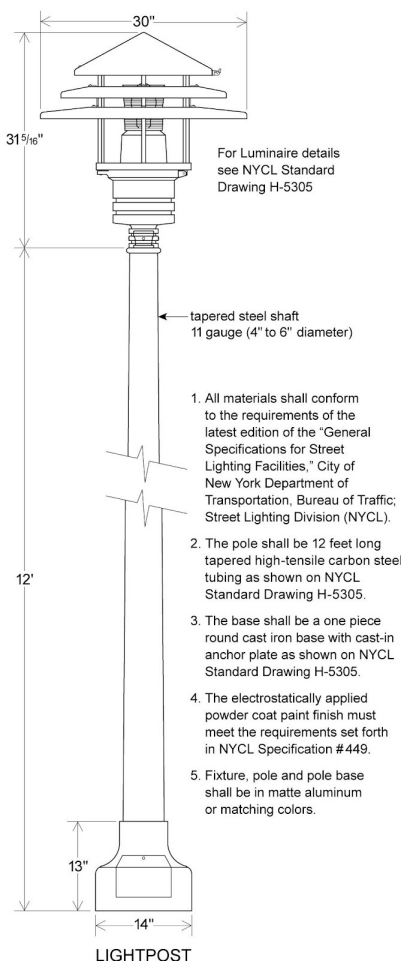 30"
31 5/16"
For Luminaire details
see NYCL Standard
Drawing H-5305
tapered steel shaft
11 gauge (4" to 6" diameter)
1. All materials shall conform
to the requirements of the
latest edition of the “General
Specifications for Street
Lighting Facilities,” City of
New York Department of
Transportation, Bureau of Traffic;
Street Lighting Division (NYCL).
2. The pole shall be 12 feet long
tapered high-tensile carbon steel
tubing as shown on NYCL
Standard Drawing H-5305.
12'
3. The base shall be a one piece
round cast iron base with cast-in
anchor plate as shown on NYCL
Standard Drawing H-5305.
4. The electrostatically applied
powder coat paint finish must
meet the requirements set forth
in NYCL Specification #449.
5. Fixture, pole and pole base
shall be in matte aluminum
or matching colors.
13"
14"
LIGHTPOST